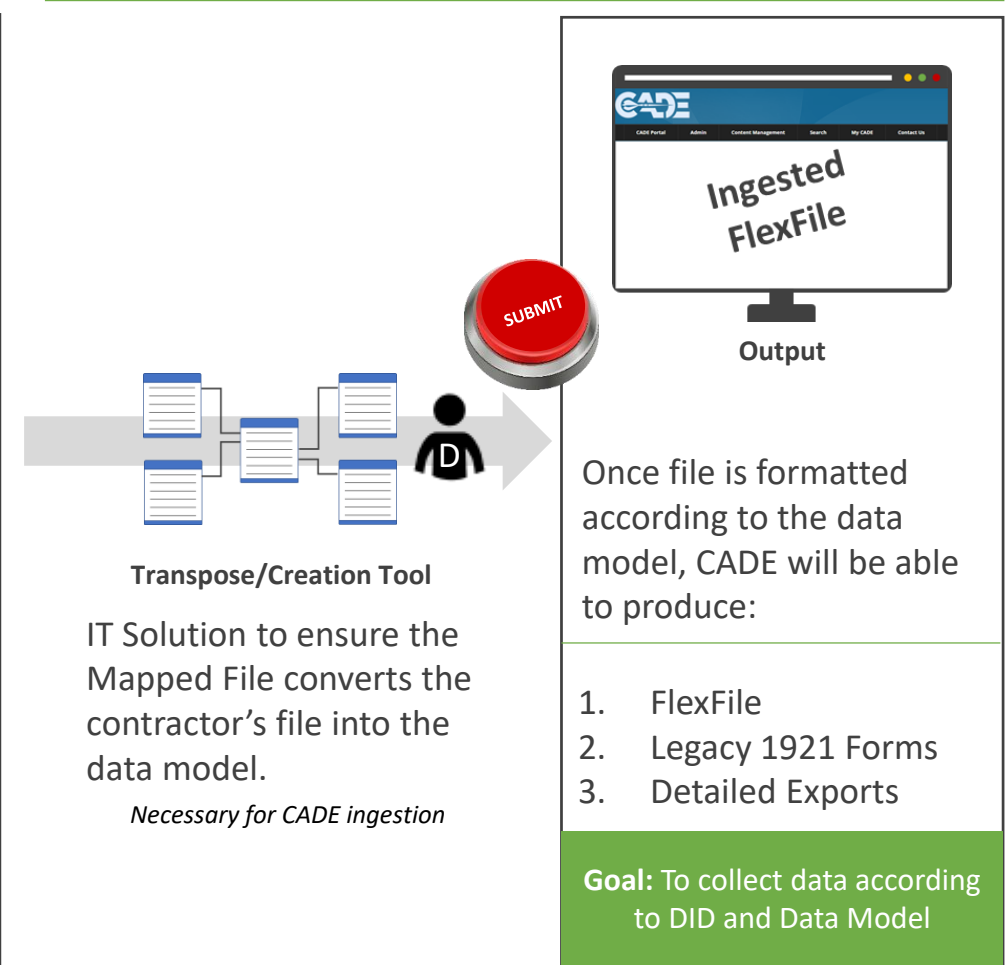 CADE
CADE Portal Admin Content Management Search My CADE Contact Us
Ingested
FlexFile
SUBMIT
Output
D
Transpose/Creation Tool
IT Solution to ensure the
Mapped File converts the
contractor’s file into the
data model.
Necessary for CADE ingestion
Once file is formatted
according to the data
model, CADE will be able
to produce:
1. FlexFile
2. Legacy 1921 Forms
3. Detailed Exports
Goal: To collect data according
to DID and Data Model